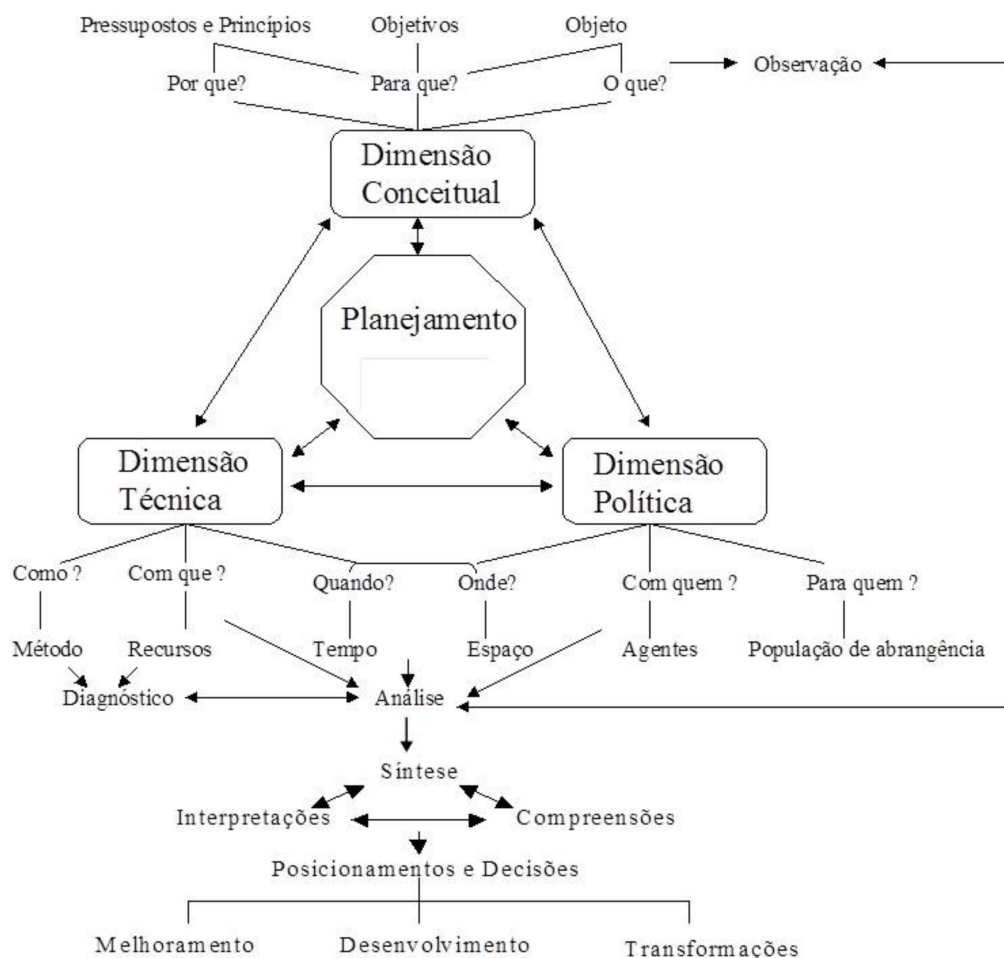 Pressupostos e Princípios Objetivos Objeto
Por que? Para que? O que? Observação
Dimensão
Conceitual
Planejamento
Dimensão
Técnica
Dimensão
Política
Como ? Com que ? Quando? Onde? Com quem ? Para quem ?
Método Recursos Tempo Espaço Agentes População de abrangência
Diagnóstico Análise
Síntese
Interpretações Compreensões
Posicionamentos e Decisões
Melhoramento Desenvolvimento Transformações